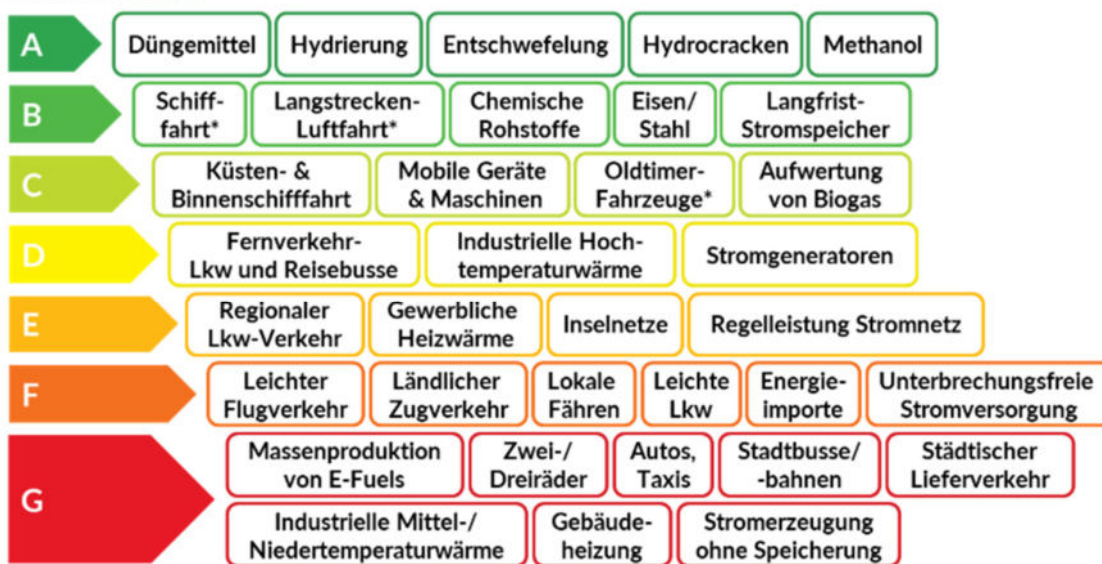 A
Düngemittel
Hydrierung
Entschwefelung
Hydrocracken
Methanol
B
Schiff-
fahrt*
Langstrecken-
Luftfahrt*
Chemische
Rohstoffe
Eisen/
Stahl
Langfrist-
Stromspeicher
C
Küsten- &
Binnenschifffahrt
Mobile Geräte
& Maschinen
Oldtimer-
Fahrzeuge*
Aufwertung
von Biogas
D
Fernverkehr-
Lkw und Reisebusse
Industrielle Hoch-
temperaturwärme
Stromgeneratoren
E
Regionaler
Lkw-Verkehr
Gewerbliche
Heizwärme
Inselnetze
Regelleistung Stromnetz
F
Leichter
Flugverkehr
Ländlicher
Zugverkehr
Lokale
Fähren
Leichte
Lkw
Energie-
importe
Unterbrechungsfreie
Stromversorgung
G
Massenproduktion
von E-Fuels
Zwei-/
Dreiräder
Autos,
Taxis
Stadtbusse/
-bahnen
Städtischer
Lieferverkehr
Industrielle Mittel-/
Niedertemperaturwärme
Gebäude-
heizung
Stromerzeugung
ohne Speicherung